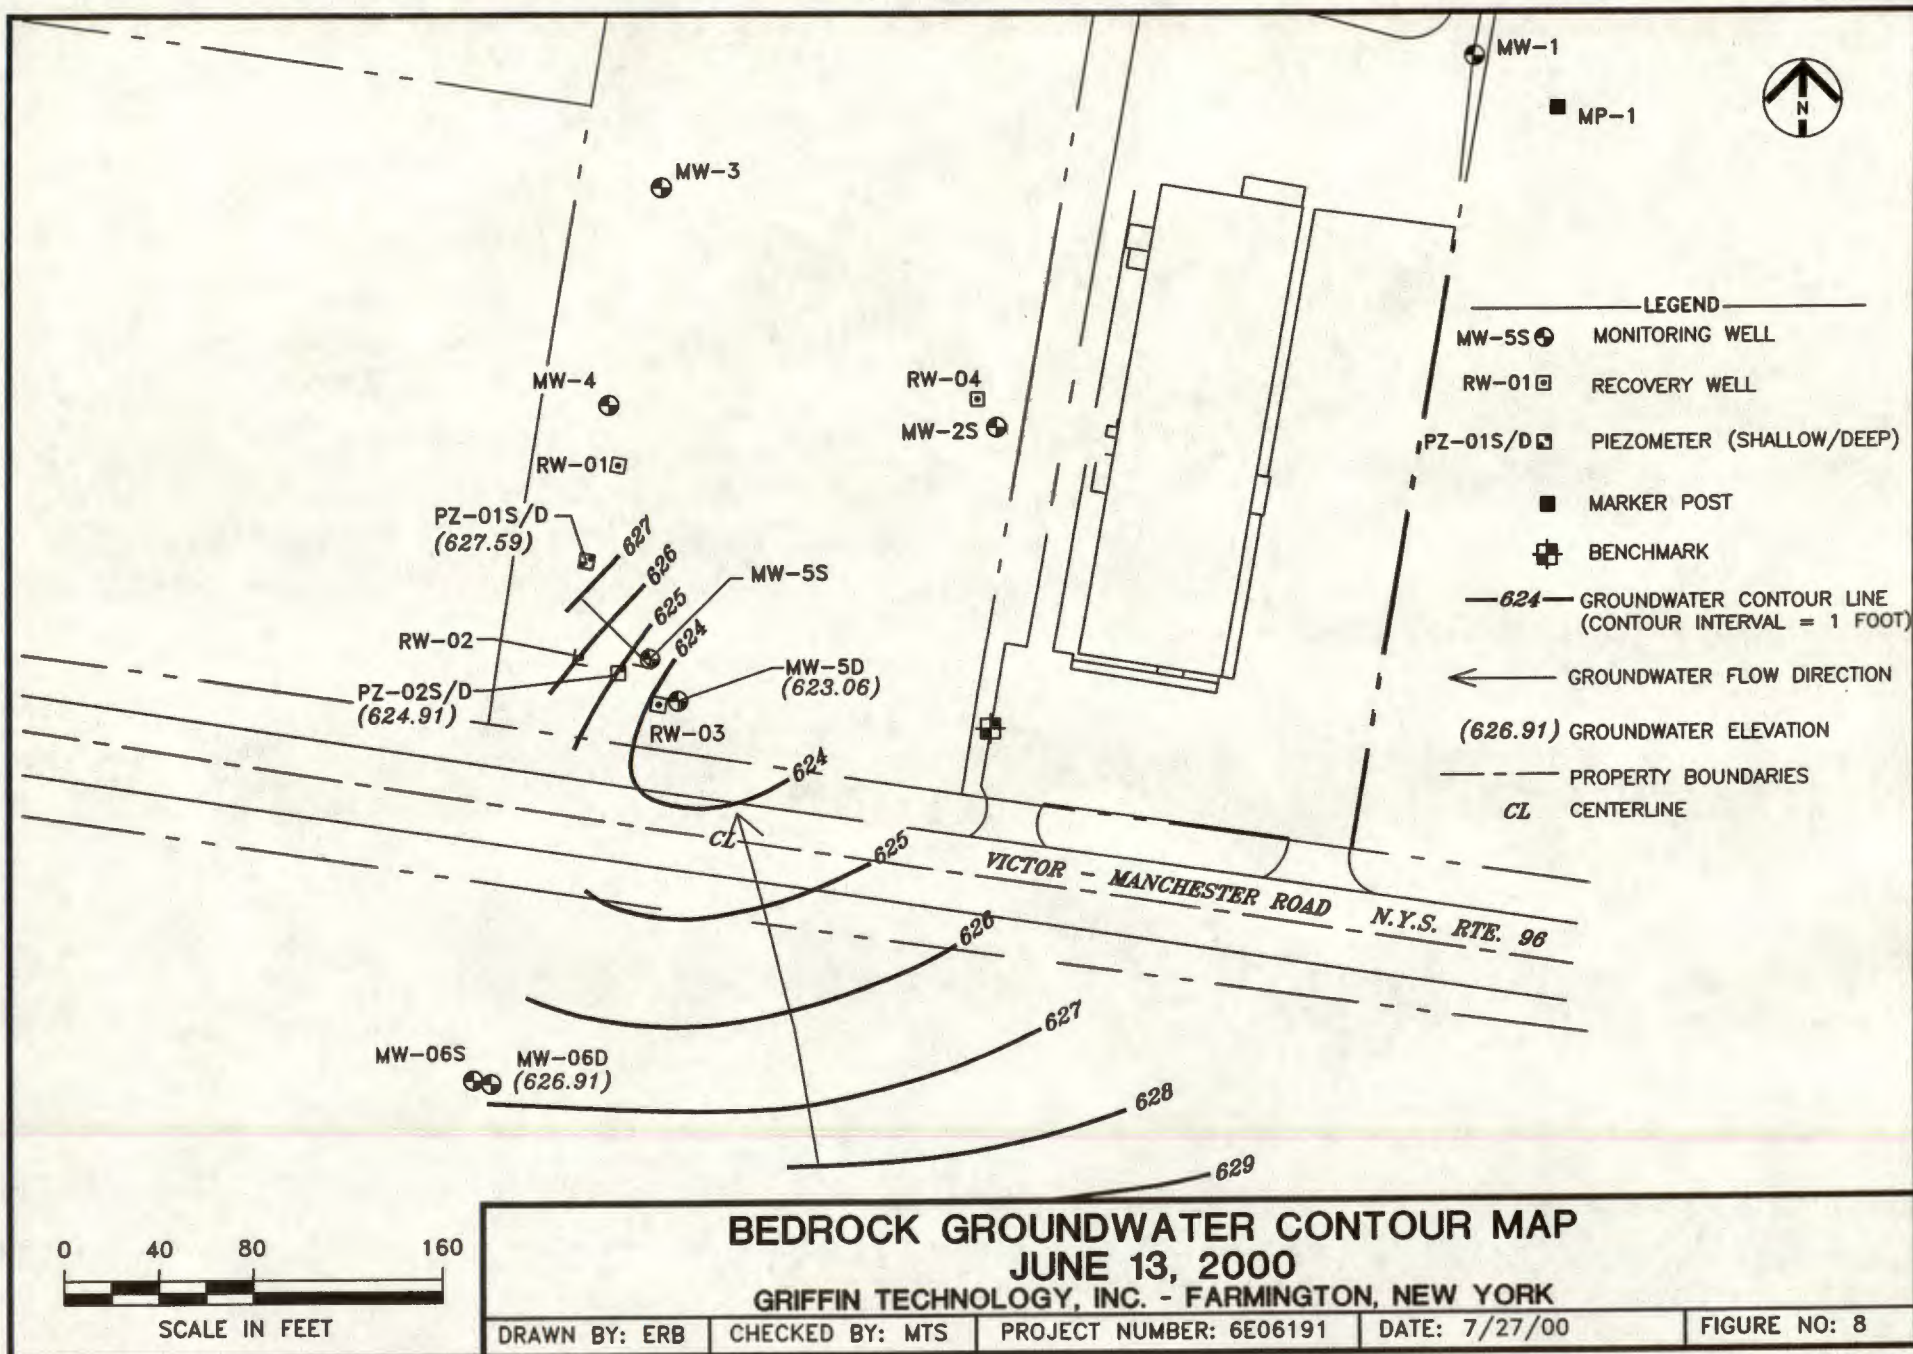 MW-1
MP-1
N
MW-3
LEGEND
MW-5S MONITORING WELL
RW-01 RECOVERY WELL
PZ-01S/D PIEZOMETER (SHALLOW/DEEP)
MARKER POST
BENCHMARK
624 GROUNDWATER CONTOUR LINE
(CONTOUR INTERVAL = 1 FOOT)
GROUNDWATER FLOW DIRECTION
(626.91) GROUNDWATER ELEVATION
PROPERTY BOUNDARIES
CL CENTERLINE
MW-4
RW-04
MW-2S
RW-01
PZ-01S/D
(627.59)
627
626
625
624
MW-5S
RW-02
PZ-02S/D
(624.91)
MW-5D
(623.06)
RW-03
624
CL
625
VICTOR - MANCHESTER ROAD N.Y.S. RTE. 96
626
627
MW-06S
MW-06D
(626.91)
628
629
0 40 80 160
SCALE IN FEET
BEDROCK GROUNDWATER CONTOUR MAP
JUNE 13, 2000
GRIFFIN TECHNOLOGY, INC. - FARMINGTON, NEW YORK
DRAWN BY: ERB CHECKED BY: MTS PROJECT NUMBER: 6E06191 DATE: 7/27/00 FIGURE NO: 8